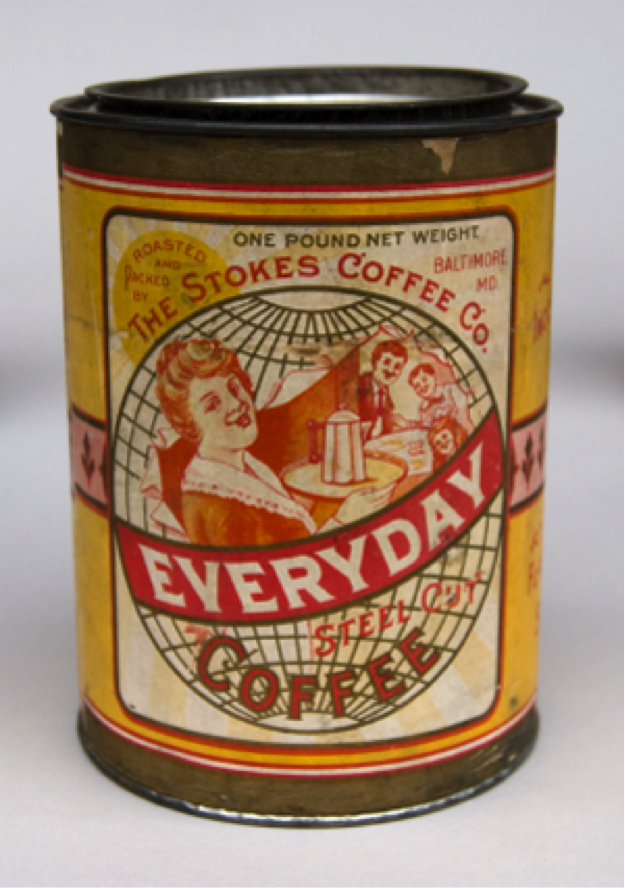 ONE POUND NET WEIGHT
ROASTED
AND
PACKED
BY
THE STOKES COFFEE CO.
BALTIMORE
MD.
EVERYDAY
STEEL CUT
COFFEE